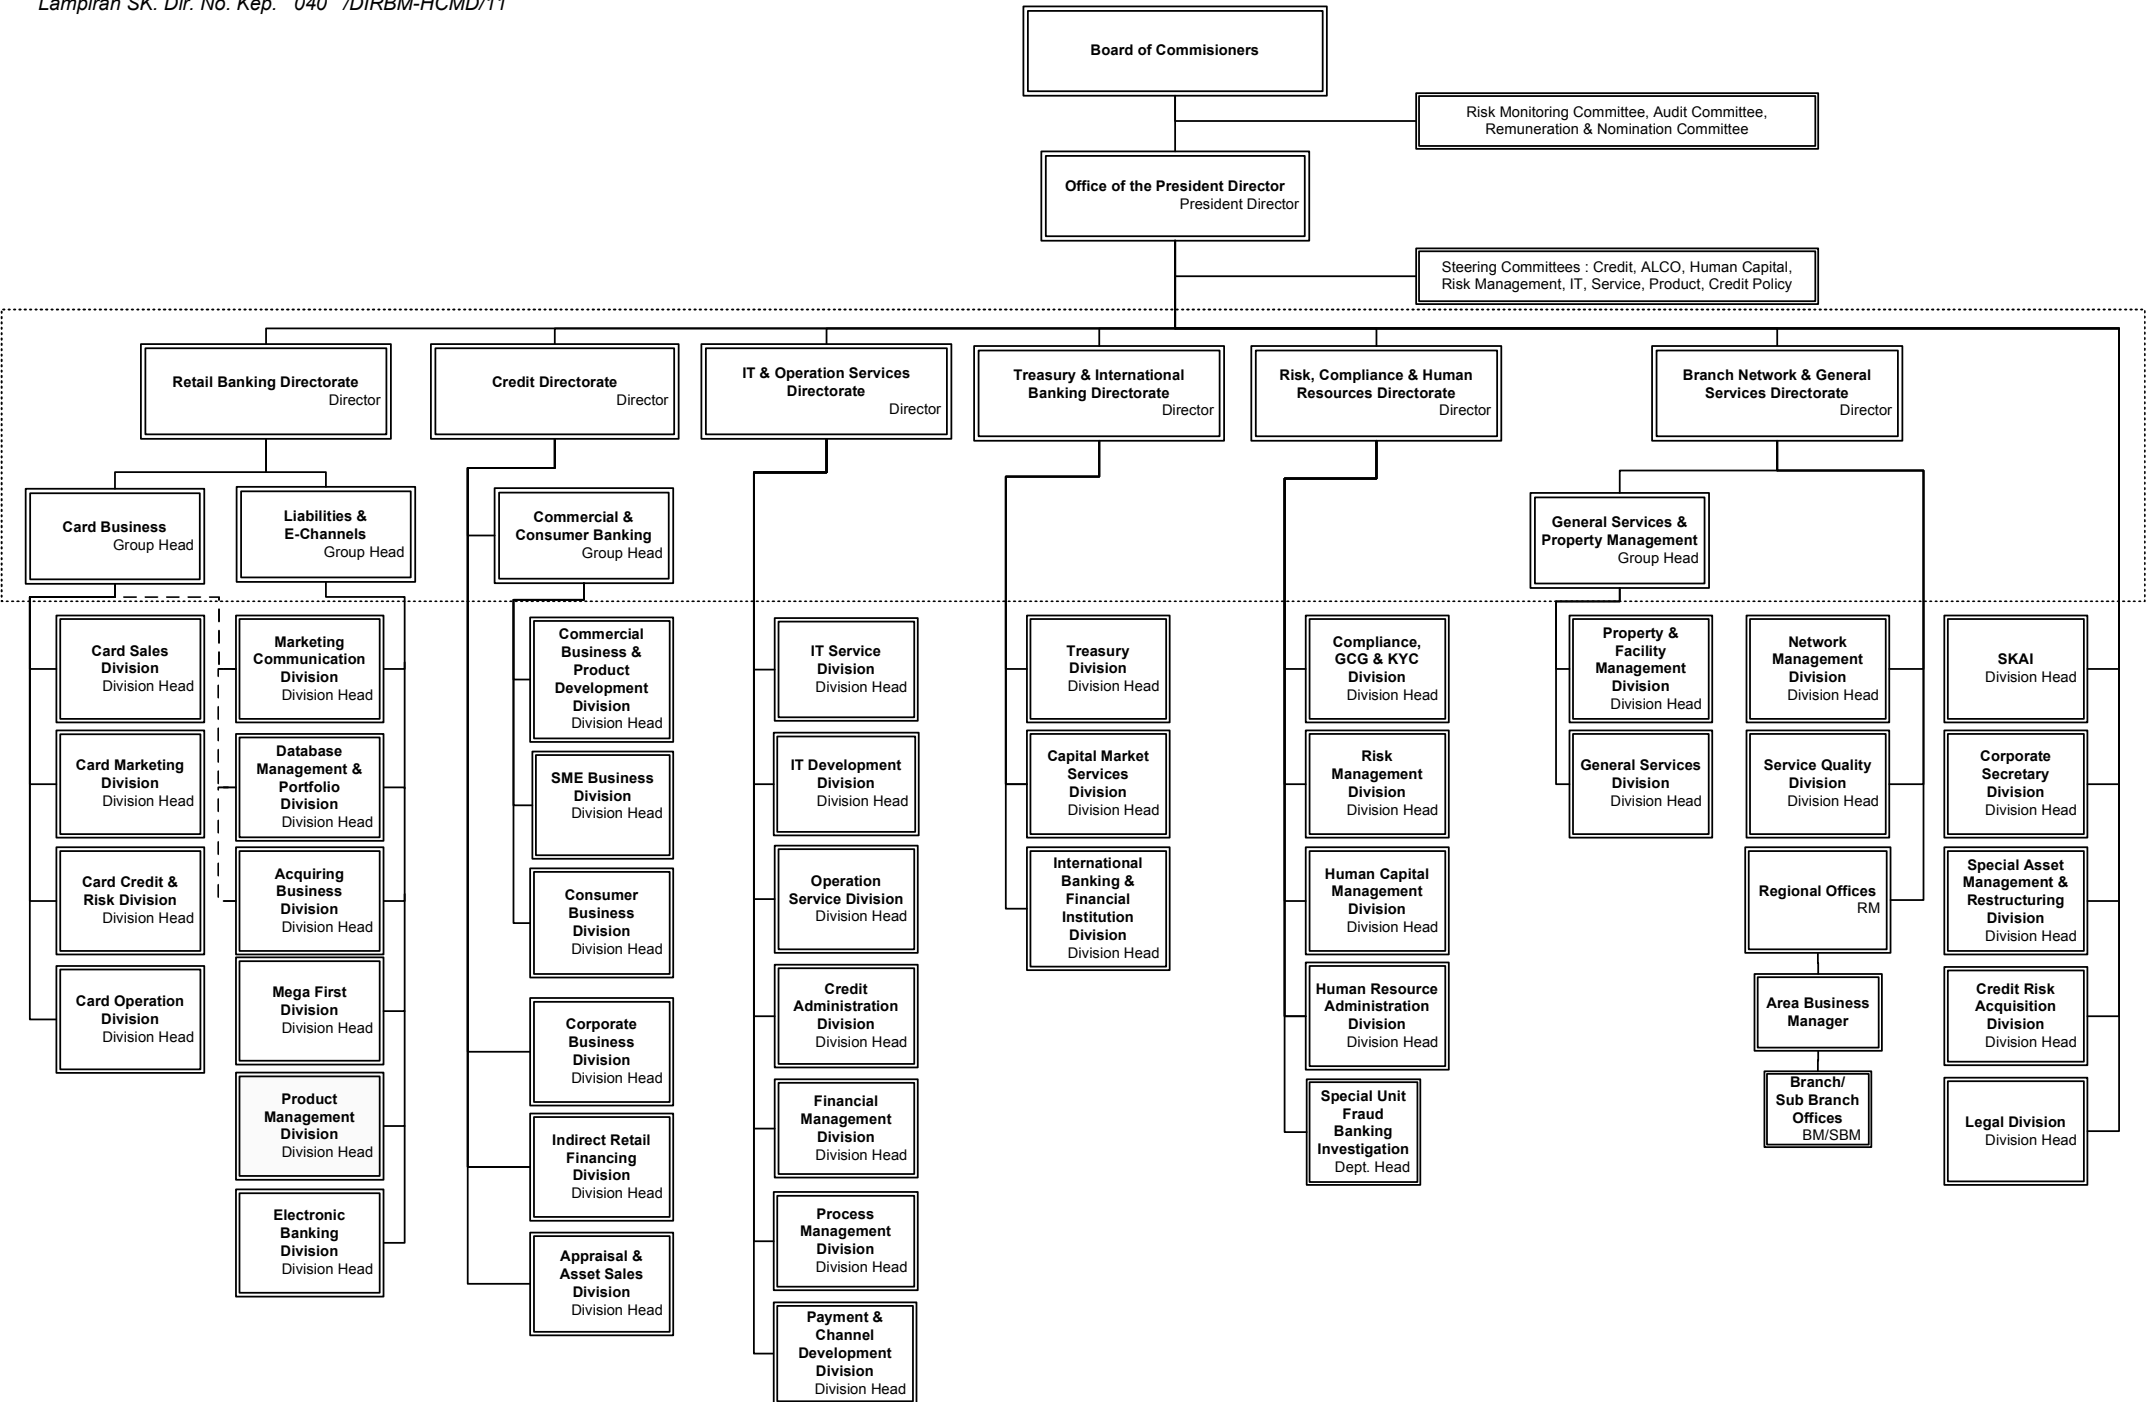 Lampiran SK. Dir. No. Kep. 040 /DIRBM-HCMD/11
Board of Commisioners
Risk Monitoring Committee, Audit Committee,
Remuneration & Nomination Committee
Office of the President Director
President Director
Steering Committees : Credit, ALCO, Human Capital,
Risk Management, IT, Service, Product, Credit Policy
Retail Banking Directorate
Director
Credit Directorate
Director
IT & Operation Services
Directorate
Director
Treasury & International
Banking Directorate
Director
Risk, Compliance & Human
Resources Directorate
Director
Branch Network & General
Services Directorate
Director
Card Business
Group Head
Liabilities &
E-Channels
Group Head
Commercial &
Consumer Banking
Group Head
General Services &
Property Management
Group Head
Card Sales
Division
Division Head
Card Marketing
Division
Division Head
Card Credit &
Risk Division
Division Head
Card Operation
Division
Division Head
Marketing
Communication
Division
Division Head
Database
Management &
Portfolio
Division
Division Head
Acquiring
Business
Division
Division Head
Mega First
Division
Division Head
Product
Management
Division
Division Head
Electronic
Banking
Division
Division Head
Commercial
Business &
Product
Development
Division
Division Head
SME Business
Division
Division Head
Consumer
Business
Division
Division Head
Corporate
Business
Division
Division Head
Indirect Retail
Financing
Division
Division Head
Appraisal &
Asset Sales
Division
Division Head
IT Service
Division
Division Head
IT Development
Division
Division Head
Operation
Service Division
Division Head
Credit
Administration
Division
Division Head
Financial
Management
Division
Division Head
Process
Management
Division
Division Head
Payment &
Channel
Development
Division
Division Head
Treasury
Division
Division Head
Capital Market
Services
Division
Division Head
International
Banking &
Financial
Institution
Division
Division Head
Compliance,
GCG & KYC
Division
Division Head
Risk
Management
Division
Division Head
Human Capital
Management
Division
Division Head
Human Resource
Administration
Division
Division Head
Special Unit
Fraud
Banking
Investigation
Dept. Head
Property &
Facility
Management
Division
Division Head
General Services
Division
Division Head
Network
Management
Division
Division Head
Service Quality
Division
Division Head
Regional Offices
RM
Area Business
Manager
Branch/
Sub Branch
Offices
BM/SBM
SKAI
Division Head
Corporate
Secretary
Division
Division Head
Special Asset
Management &
Restructuring
Division
Division Head
Credit Risk
Acquisition
Division
Division Head
Legal Division
Division Head